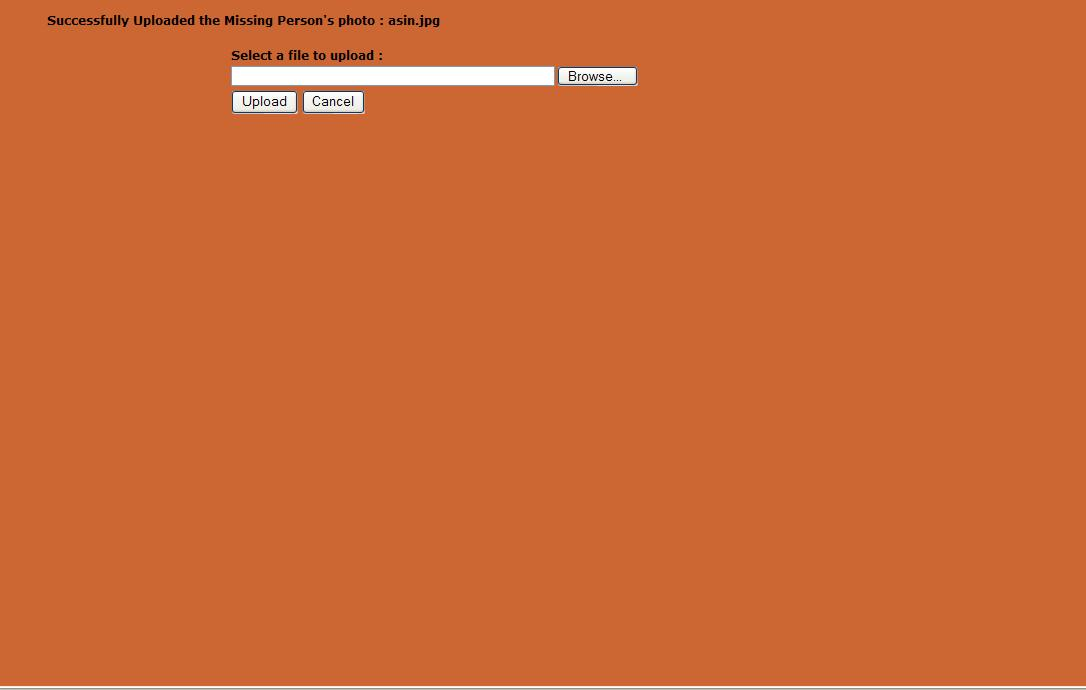 Successfully Uploaded the Missing Person's photo : asin.jpg
Select a file to upload :
Browse...
Upload Cancel